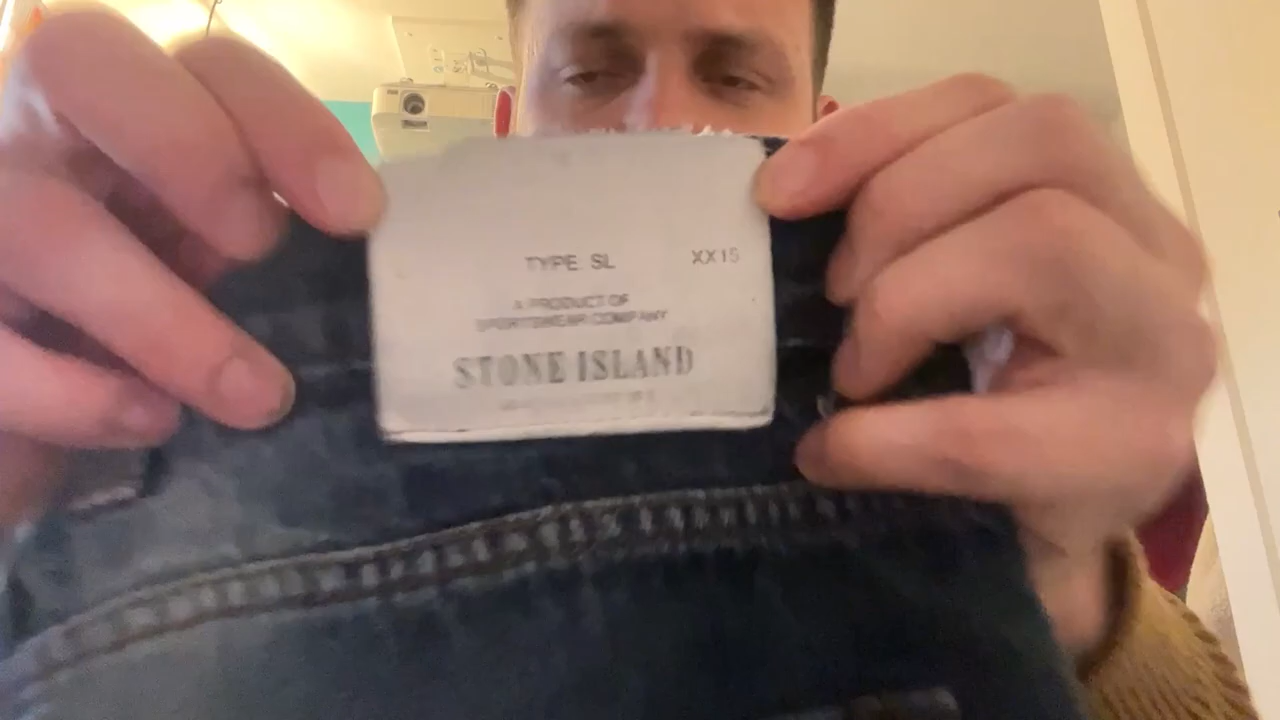 TYPE SL
XX15
A PRODUCT OF
SPORTSWEAR COMPANY
STONE ISLAND